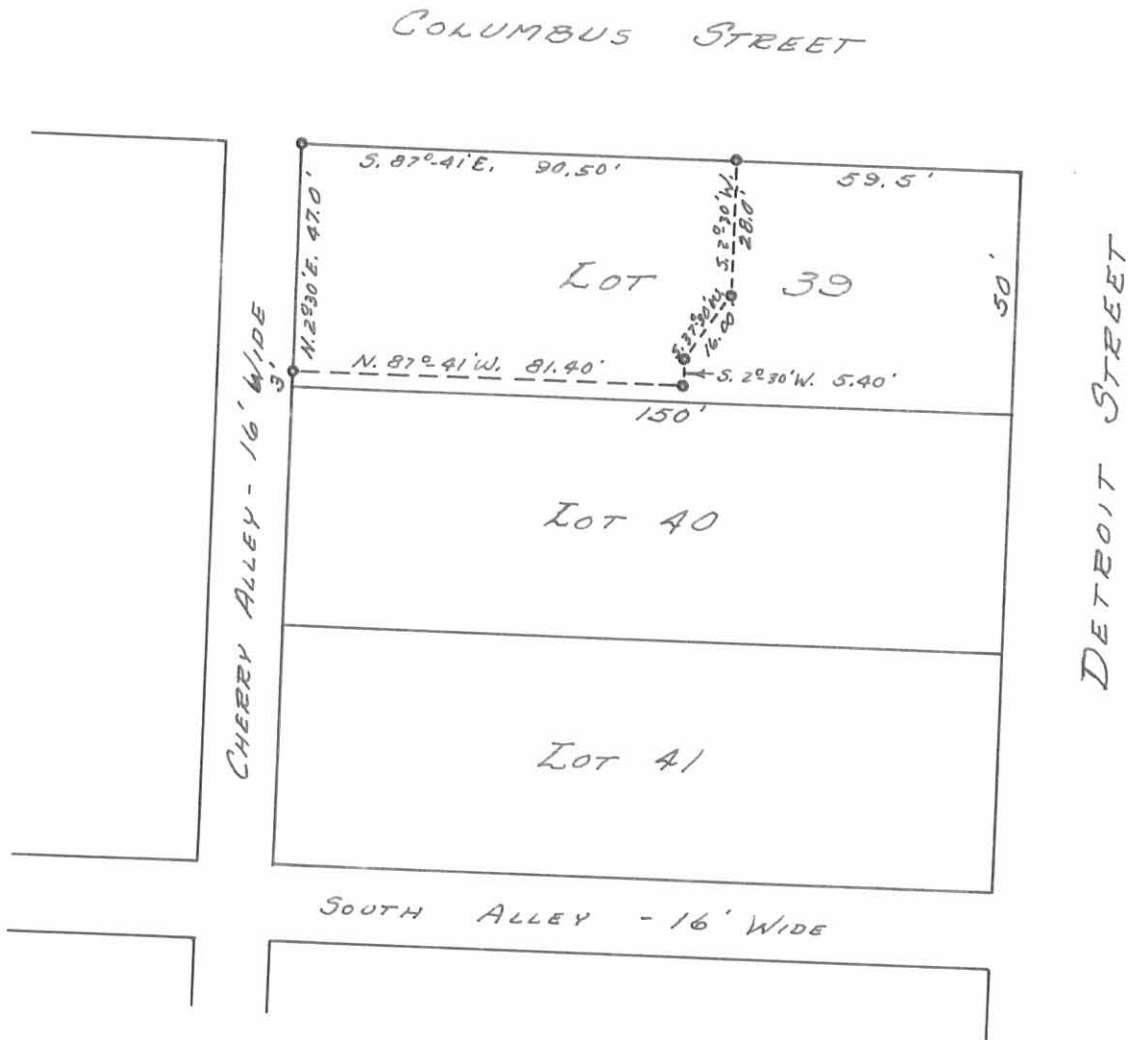 COLUMBUS STREET
S. 87°-41'E. 90.50'
59.5'
N. 2°30'E. 47.0'
S. 2°30'W.
28.0'
LOT 39
50'
S. 37°30'W.
16.00'
N. 87°-41'W. 81.40'
S. 2°30'W. 5.40'
3'
150'
CHERRY ALLEY - 16' WIDE
DETROIT STREET
LOT 40
LOT 41
SOUTH ALLEY - 16' WIDE